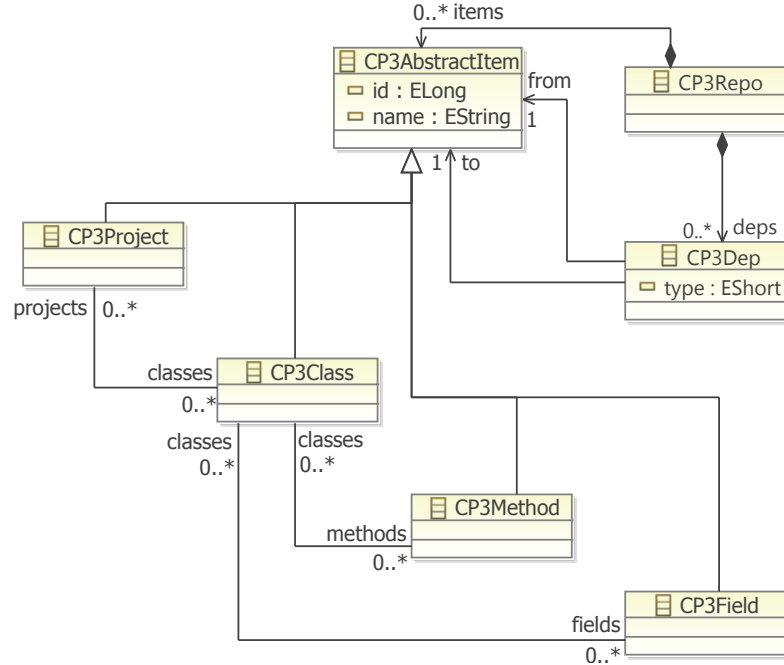 0..* items
CP3AbstractItem
id : ELong
name : EString
from
1
CP3Repo
1 to
0..* deps
CP3Project
CP3Dep
type : EShort
projects 0..*
classes
0..*
CP3Class
classes
0..*
classes
0..*
CP3Method
methods
0..*
CP3Field
fields
0..*